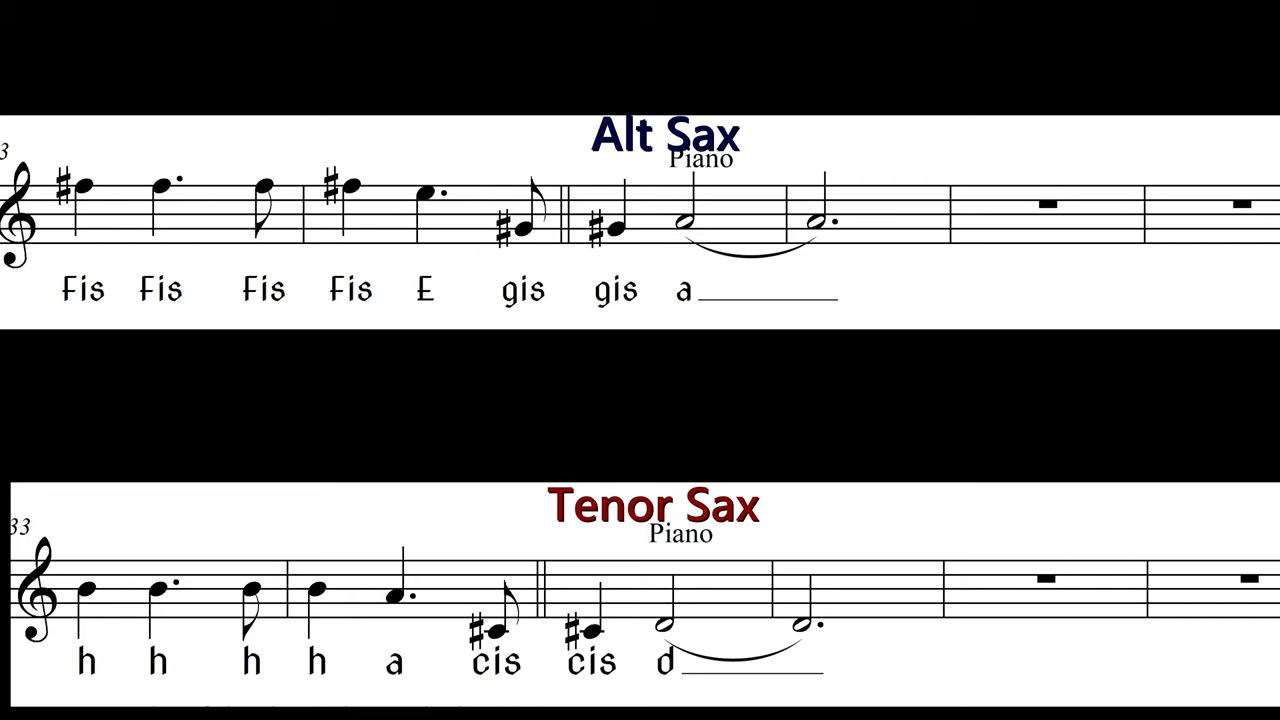 Alt Sax
Piano
3
Fis Fis Fis Fis E gis gis a
Tenor Sax
Piano
33
h h h h a cis cis d